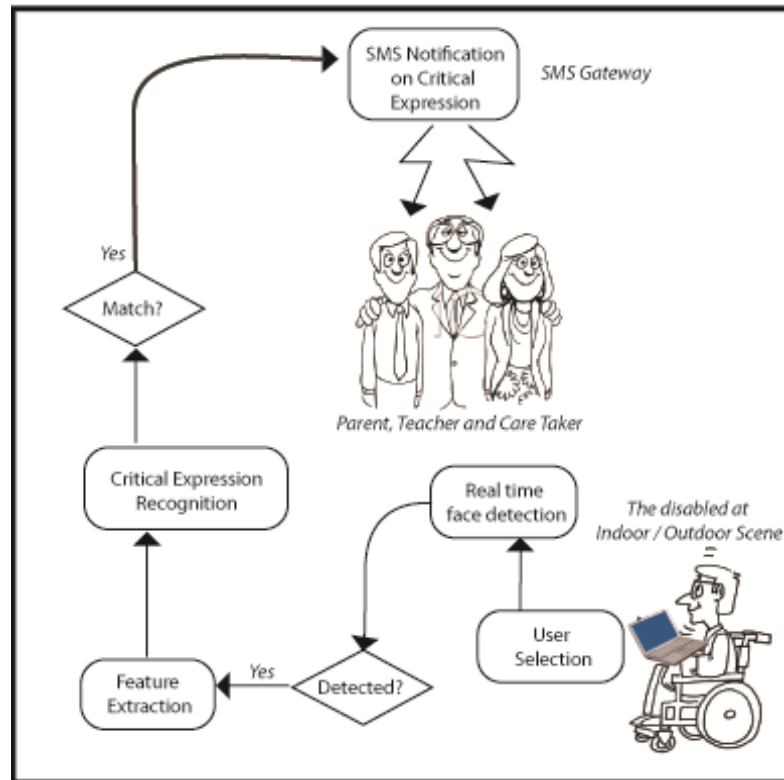 SMS Notification
on Critical
Expression
SMS Gateway
Yes
Match?
Parent, Teacher and Care Taker
Critical Expression
Recognition
Real time
face detection
The disabled at
Indoor / Outdoor Scene
User
Selection
Feature
Extraction
Yes
Detected?